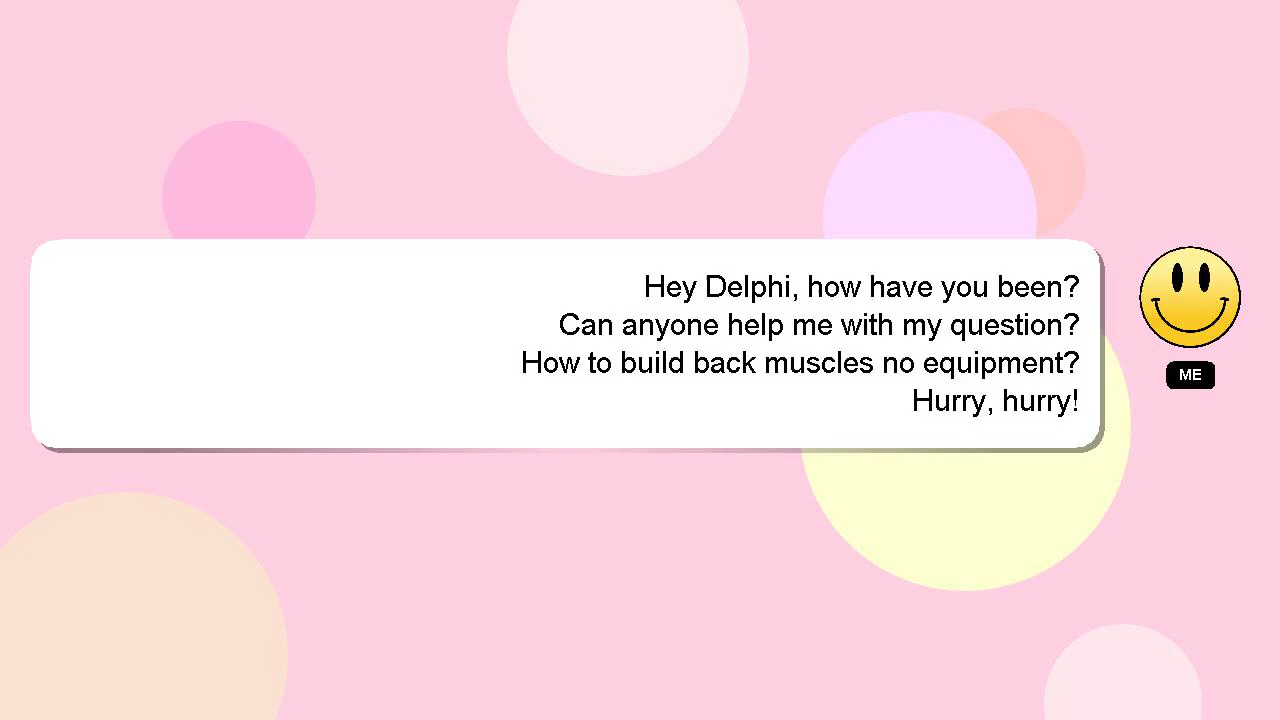 Hey Delphi, how have you been?
Can anyone help me with my question?
How to build back muscles no equipment?
Hurry, hurry!
ME